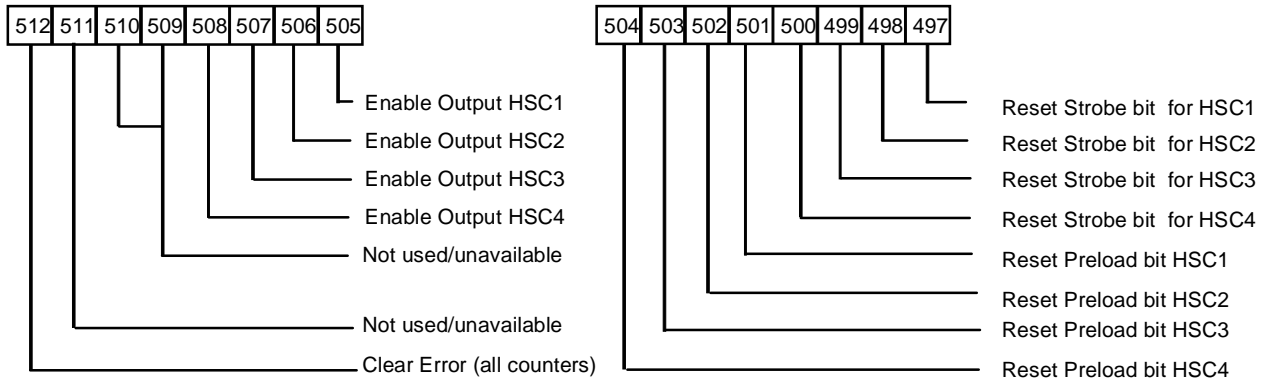 512 511 510 509 508 507 506 505
Enable Output HSC1
Enable Output HSC2
Enable Output HSC3
Enable Output HSC4
Not used/unavailable
Not used/unavailable
Clear Error (all counters)
504 503 502 501 500 499 498 497
Reset Strobe bit for HSC1
Reset Strobe bit for HSC2
Reset Strobe bit for HSC3
Reset Strobe bit for HSC4
Reset Preload bit HSC1
Reset Preload bit HSC2
Reset Preload bit HSC3
Reset Preload bit HSC4